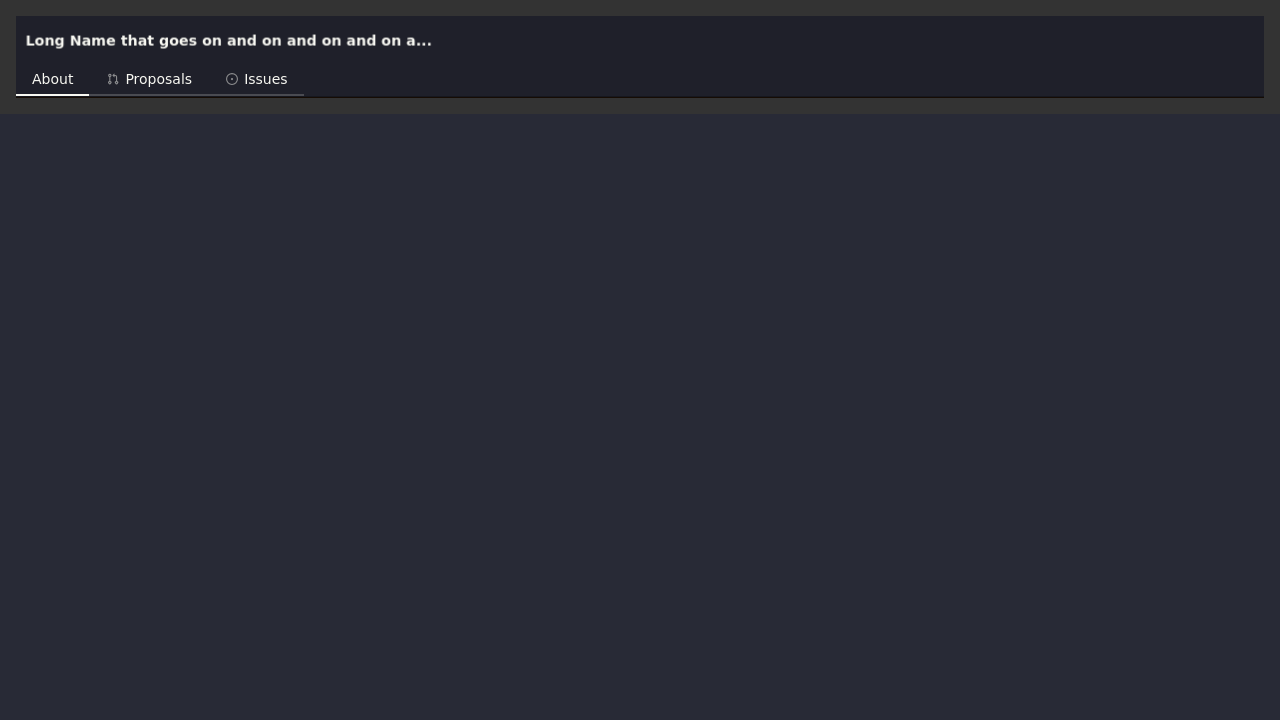 Long Name that goes on and on and on and on a...
About Proposals Issues